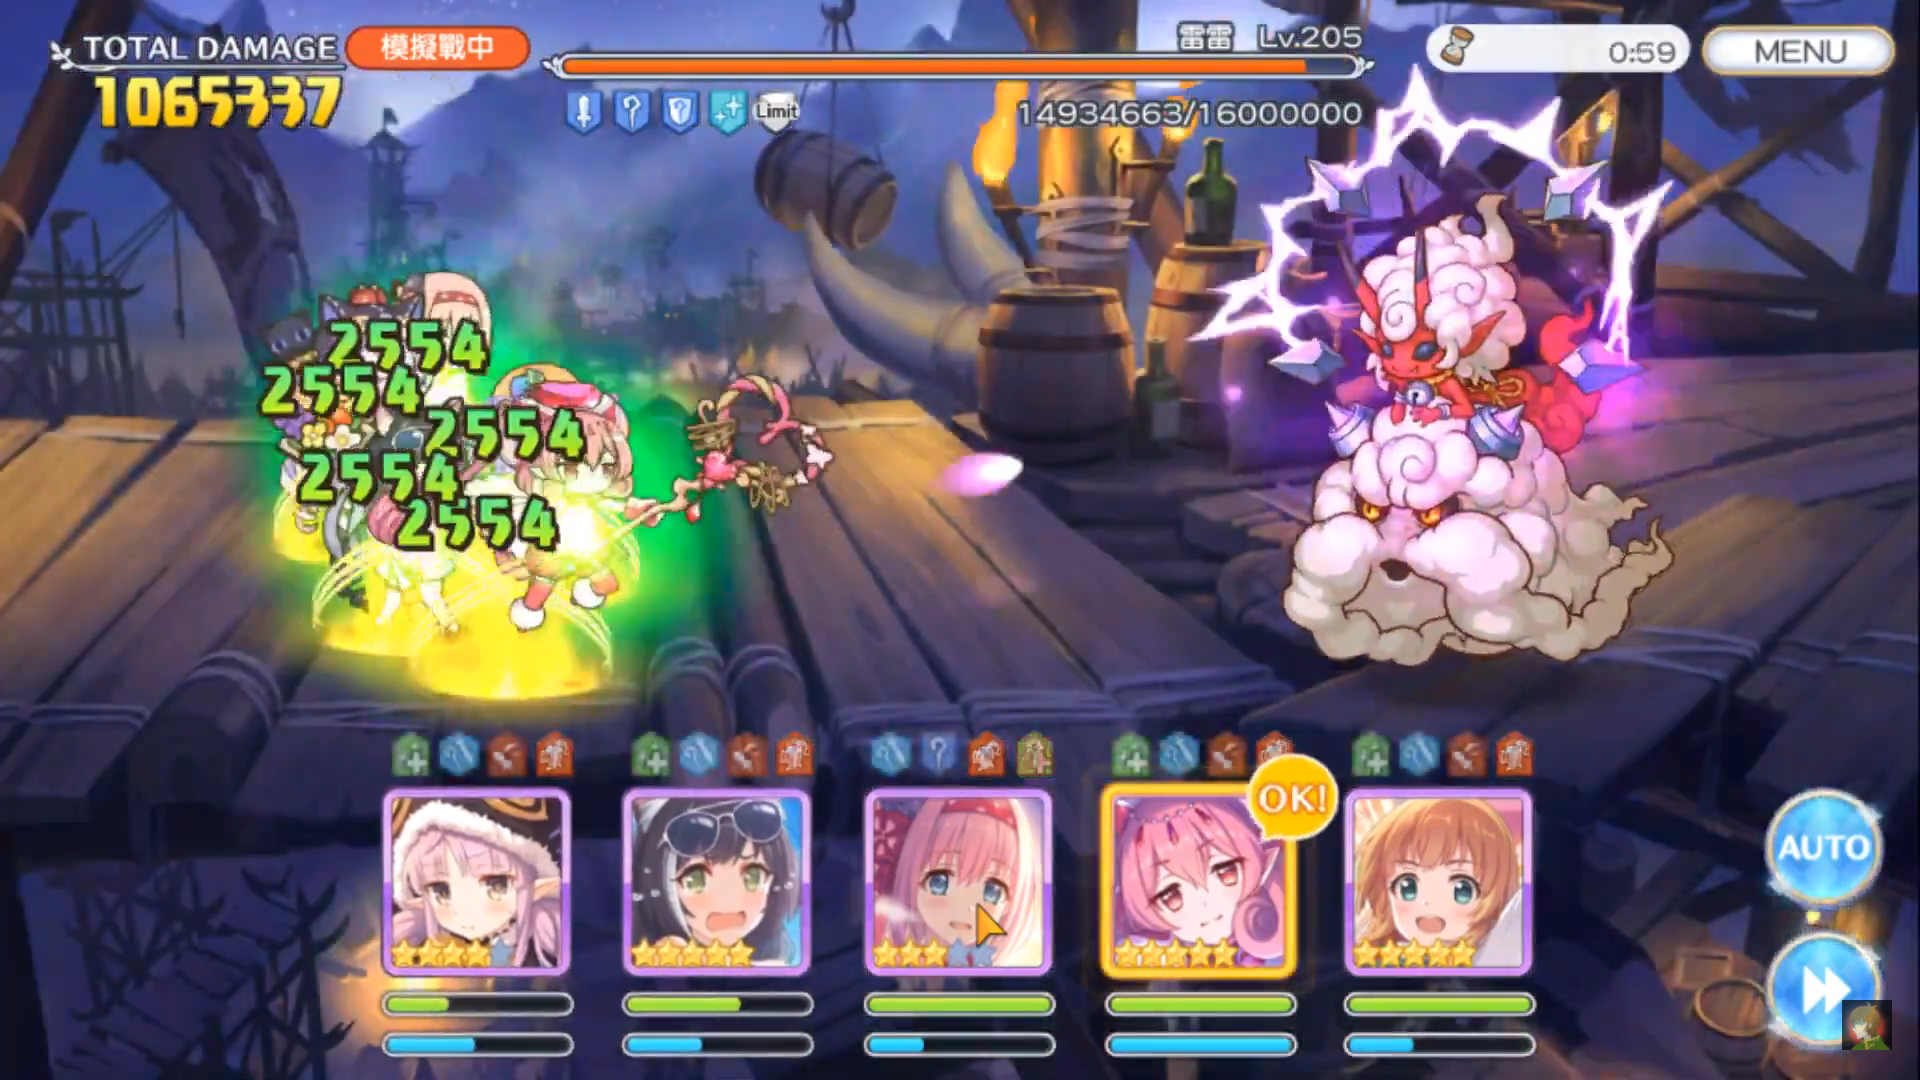 TOTAL DAMAGE
模擬戰中
1065337
雷雷 Lv.205
0:59
MENU
Limit
14934663/16000000
2554
2554
2554
2554
2554
OK!
AUTO